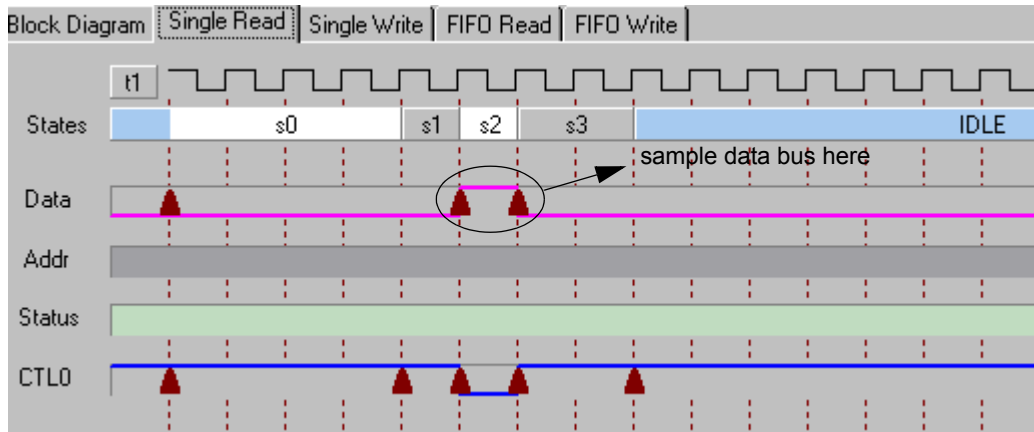 Block Diagram Single Read Single Write FIFO Read FIFO Write
t1
States s0 s1 s2 s3 IDLE
sample data bus here
Data
Addr
Status
CTL0